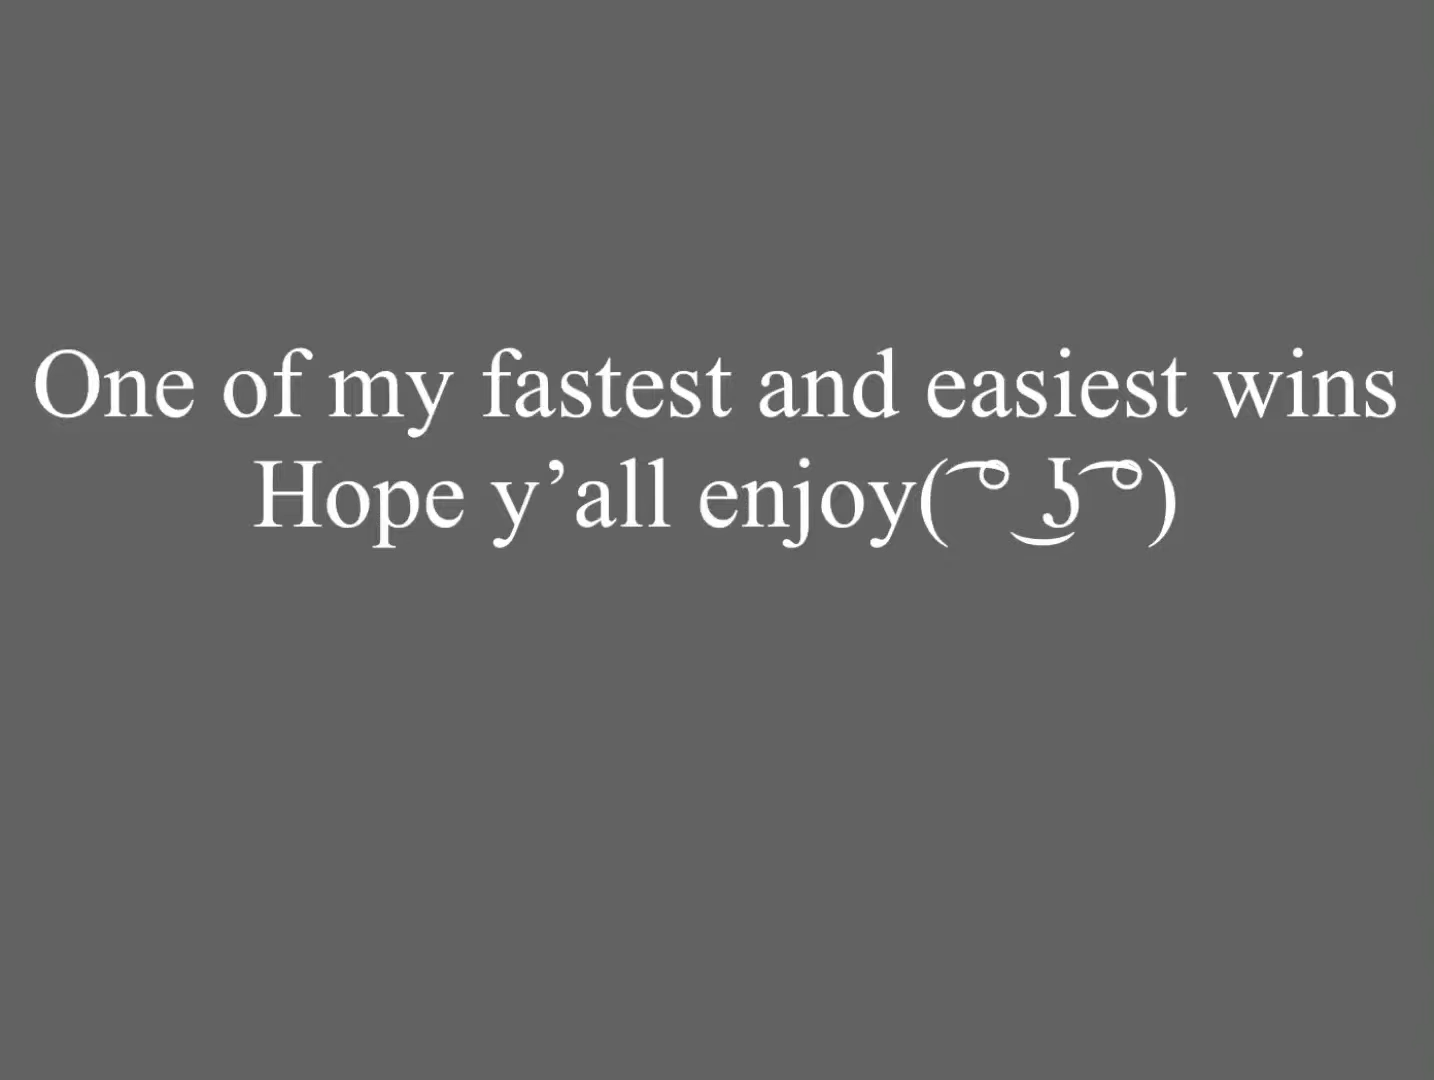 One of my fastest and easiest wins
Hope y’all enjoy( ͡° ͜ʖ ͡°)